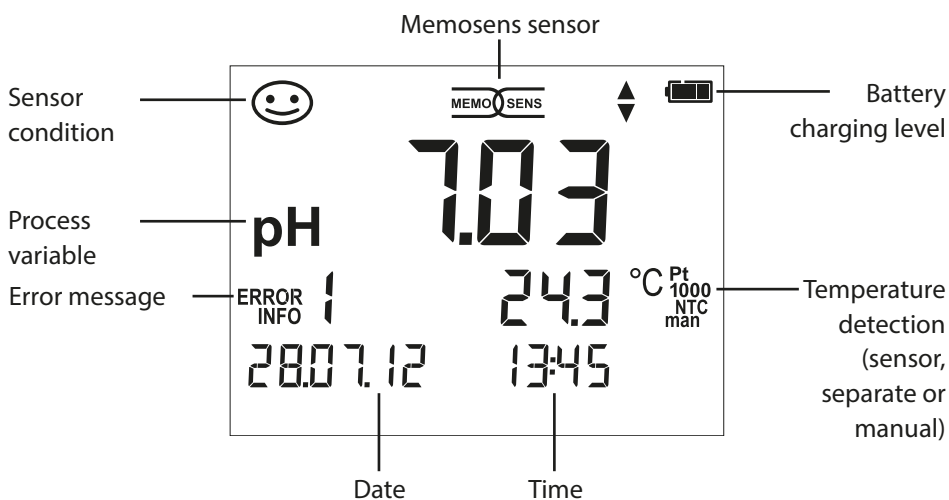 Memosens sensor
Sensor
condition
MEMO SENS
Battery
charging level
7.03
Process
variable
pH
Error message
ERROR
INFO
1
24.3
°C
Pt
1000
NTC
man
Temperature
detection
(sensor,
separate or
manual)
28.07.12
13:45
Date
Time